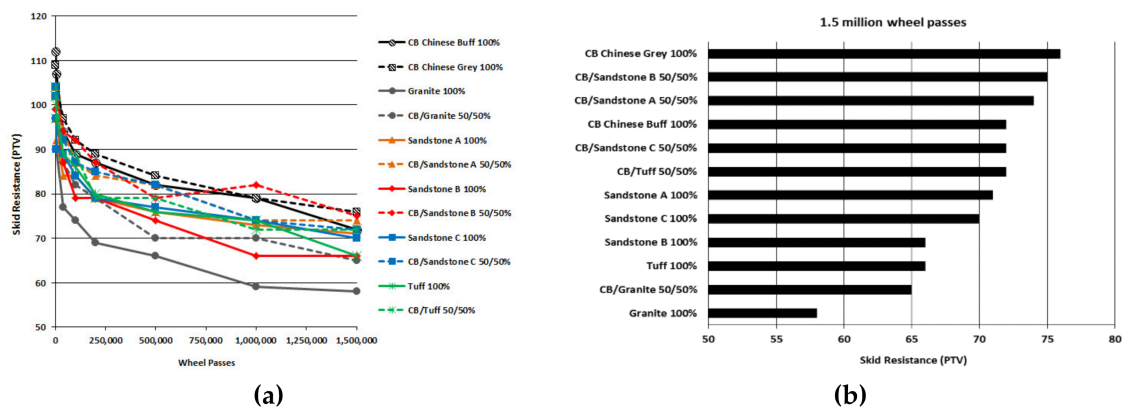 120
110
100
90
80
70
60
50
Skid Resistance (PTV)
0
250,000
500,000
750,000
1,000,000
1,250,000
1,500,000
Wheel Passes
CB Chinese Buff 100%
CB Chinese Grey 100%
Granite 100%
CB/Granite 50/50%
Sandstone A 100%
CB/Sandstone A 50/50%
Sandstone B 100%
CB/Sandstone B 50/50%
Sandstone C 100%
CB/Sandstone C 50/50%
Tuff 100%
CB/Tuff 50/50%
(a)
1.5 million wheel passes
CB Chinese Grey 100%
CB/Sandstone B 50/50%
CB/Sandstone A 50/50%
CB Chinese Buff 100%
CB/Sandstone C 50/50%
CB/Tuff 50/50%
Sandstone A 100%
Sandstone C 100%
Sandstone B 100%
Tuff 100%
CB/Granite 50/50%
Granite 100%
50
55
60
65
70
75
80
Skid Resistance (PTV)
(b)